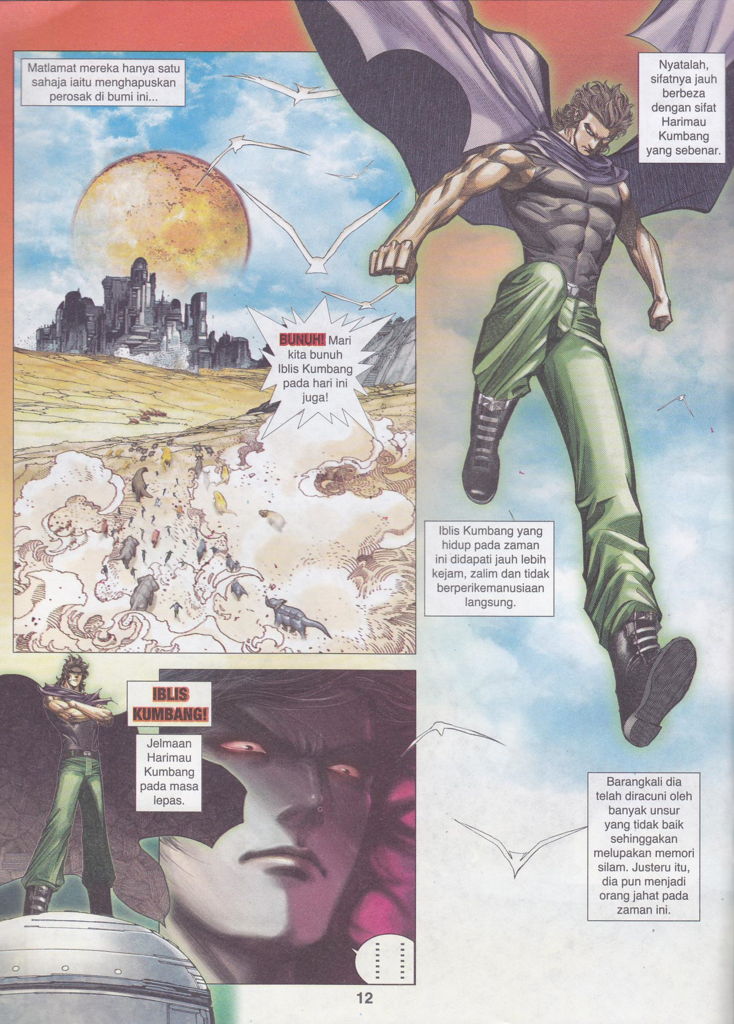 Matlamat mereka hanya satu
sahaja iaitu menghapuskan
perosak di bumi ini...
Nyatalah,
sifatnya jauh
berbeza
dengan sifat
Harimau
Kumbang
yang sebenar.
BUNUH! Mari
kita bunuh
Iblis Kumbang
pada hari ini
juga!
Iblis Kumbang yang
hidup pada zaman
ini didapati jauh lebih
kejam, zalim dan tidak
berperikemanusiaan
langsung.
IBLIS
KUMBANG!
Jelmaan
Harimau
Kumbang
pada masa
lepas.
Barangkali dia
telah diracuni oleh
banyak unsur
yang tidak baik
sehinggakan
melupakan memori
silam. Justeru itu,
dia pun menjadi
orang jahat pada
zaman ini.
12